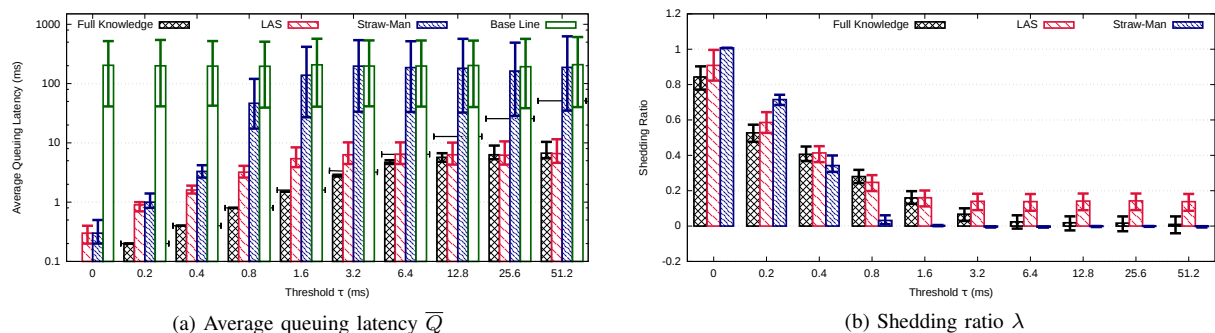 Full Knowledge LAS Straw-Man Base Line
1000
100
10
1
0.1
Average Queuing Latency (ms)
0 0.2 0.4 0.8 1.6 3.2 6.4 12.8 25.6 51.2
Threshold τ (ms)
(a) Average queuing latency Q̅
Full Knowledge LAS Straw-Man
1.2
1
0.8
0.6
0.4
0.2
0
-0.2
Shedding Ratio
0 0.2 0.4 0.8 1.6 3.2 6.4 12.8 25.6 51.2
Threshold τ (ms)
(b) Shedding ratio λ